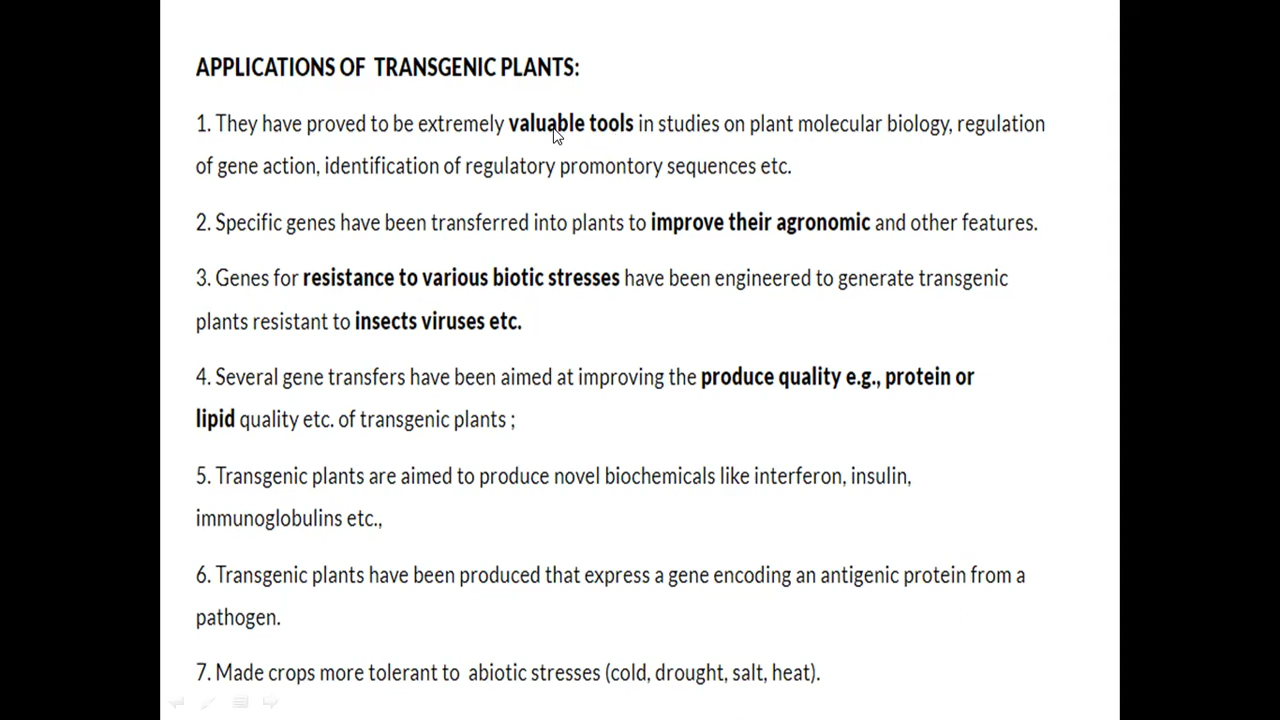 APPLICATIONS OF TRANSGENIC PLANTS:
1. They have proved to be extremely valuable tools in studies on plant molecular biology, regulation
of gene action, identification of regulatory promontory sequences etc.
2. Specific genes have been transferred into plants to improve their agronomic and other features.
3. Genes for resistance to various biotic stresses have been engineered to generate transgenic
plants resistant to insects viruses etc.
4. Several gene transfers have been aimed at improving the produce quality e.g., protein or
lipid quality etc. of transgenic plants ;
5. Transgenic plants are aimed to produce novel biochemicals like interferon, insulin,
immunoglobulins etc.,
6. Transgenic plants have been produced that express a gene encoding an antigenic protein from a
pathogen.
7. Made crops more tolerant to abiotic stresses (cold, drought, salt, heat).